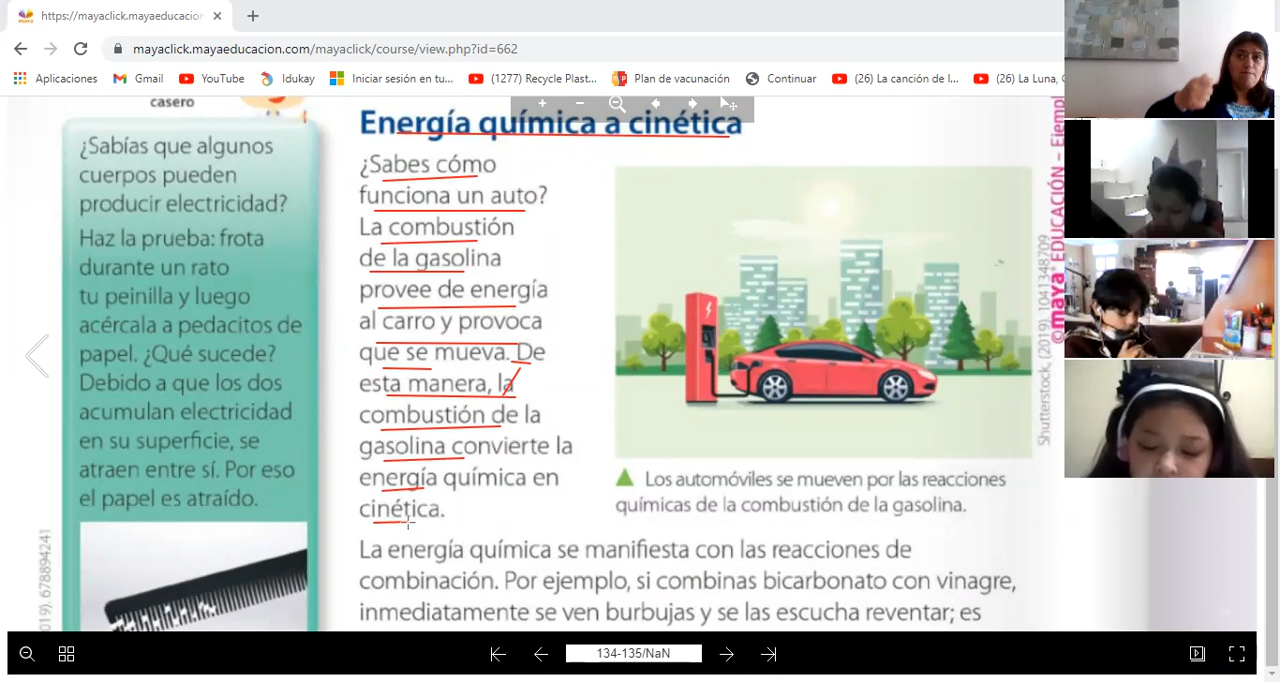 https://mayaclick.mayaeducacion
mayaclick.mayaeducacion.com/mayaclick/course/view.php?id=662
Aplicaciones
Gmail
YouTube
Idukay
Iniciar sesión en tu...
(1277) Recycle Plast...
Plan de vacunación
Continuar
(26) La canción de l...
(26) La Luna,
casero
¿Sabías que algunos
cuerpos pueden
producir electricidad?
Haz la prueba: frota
durante un rato
tu peinilla y luego
acércala a pedacitos de
papel. ¿Qué sucede?
Debido a que los dos
acumulan electricidad
en su superficie, se
atraen entre sí. Por eso
el papel es atraído.
019). 678894241
Energía química a cinética
¿Sabes cómo
funciona un auto?
La combustión
de la gasolina
provee de energía
al carro y provoca
que se mueva. De
esta manera, la
combustión de la
gasolina convierte la
energía química en
cinética.
Los automóviles se mueven por las reacciones
químicas de la combustión de la gasolina.
La energía química se manifiesta con las reacciones de
combinación. Por ejemplo, si combinas bicarbonato con vinagre,
inmediatamente se ven burbujas y se las escucha reventar; es
Shutterstock, (2019). 1041348709
©maya EDUCACIÓN – Ejempl
134-135/NaN